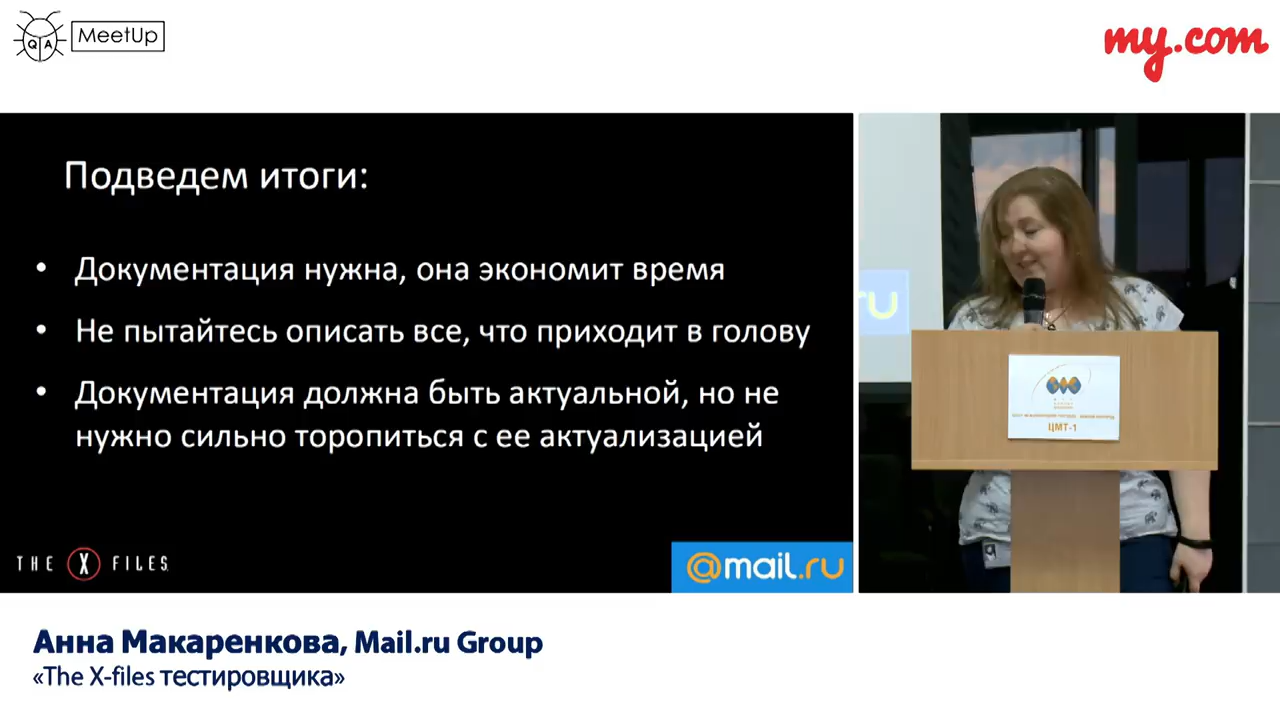 QA MeetUp
my.com
Подведем итоги:
• Документация нужна, она экономит время
• Не пытайтесь описать все, что приходит в голову
• Документация должна быть актуальной, но не
нужно сильно торопиться с ее актуализацией
THE X FILES
@mail.ru
ru
ЦМТ-1
Анна Макаренкова, Mail.ru Group
«The X-files тестировщика»